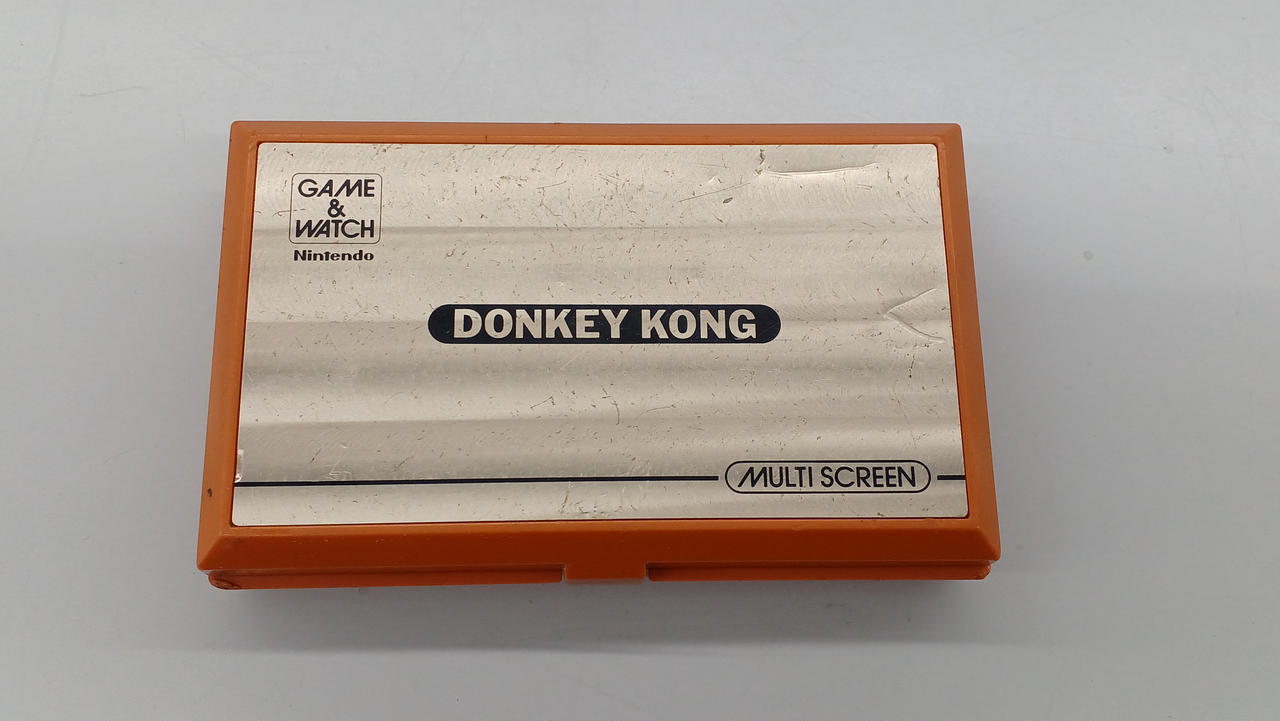 GAME
&
WATCH
Nintendo
DONKEY KONG
MULTI SCREEN